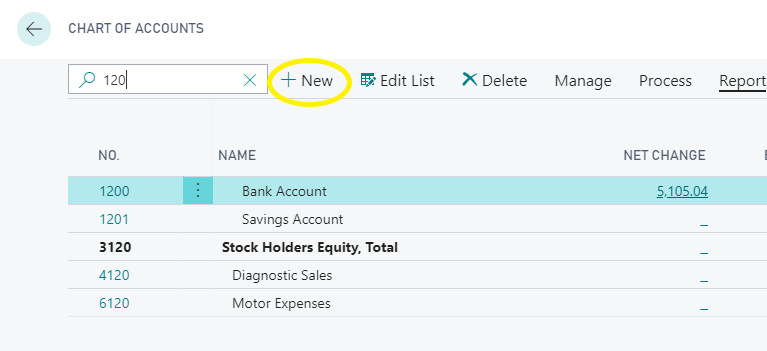 CHART OF ACCOUNTS
120 New Edit List Delete Manage Process Report
NO. NAME NET CHANGE
1200 Bank Account 5,105.04
1201 Savings Account _
3120 Stock Holders Equity, Total _
4120 Diagnostic Sales _
6120 Motor Expenses _